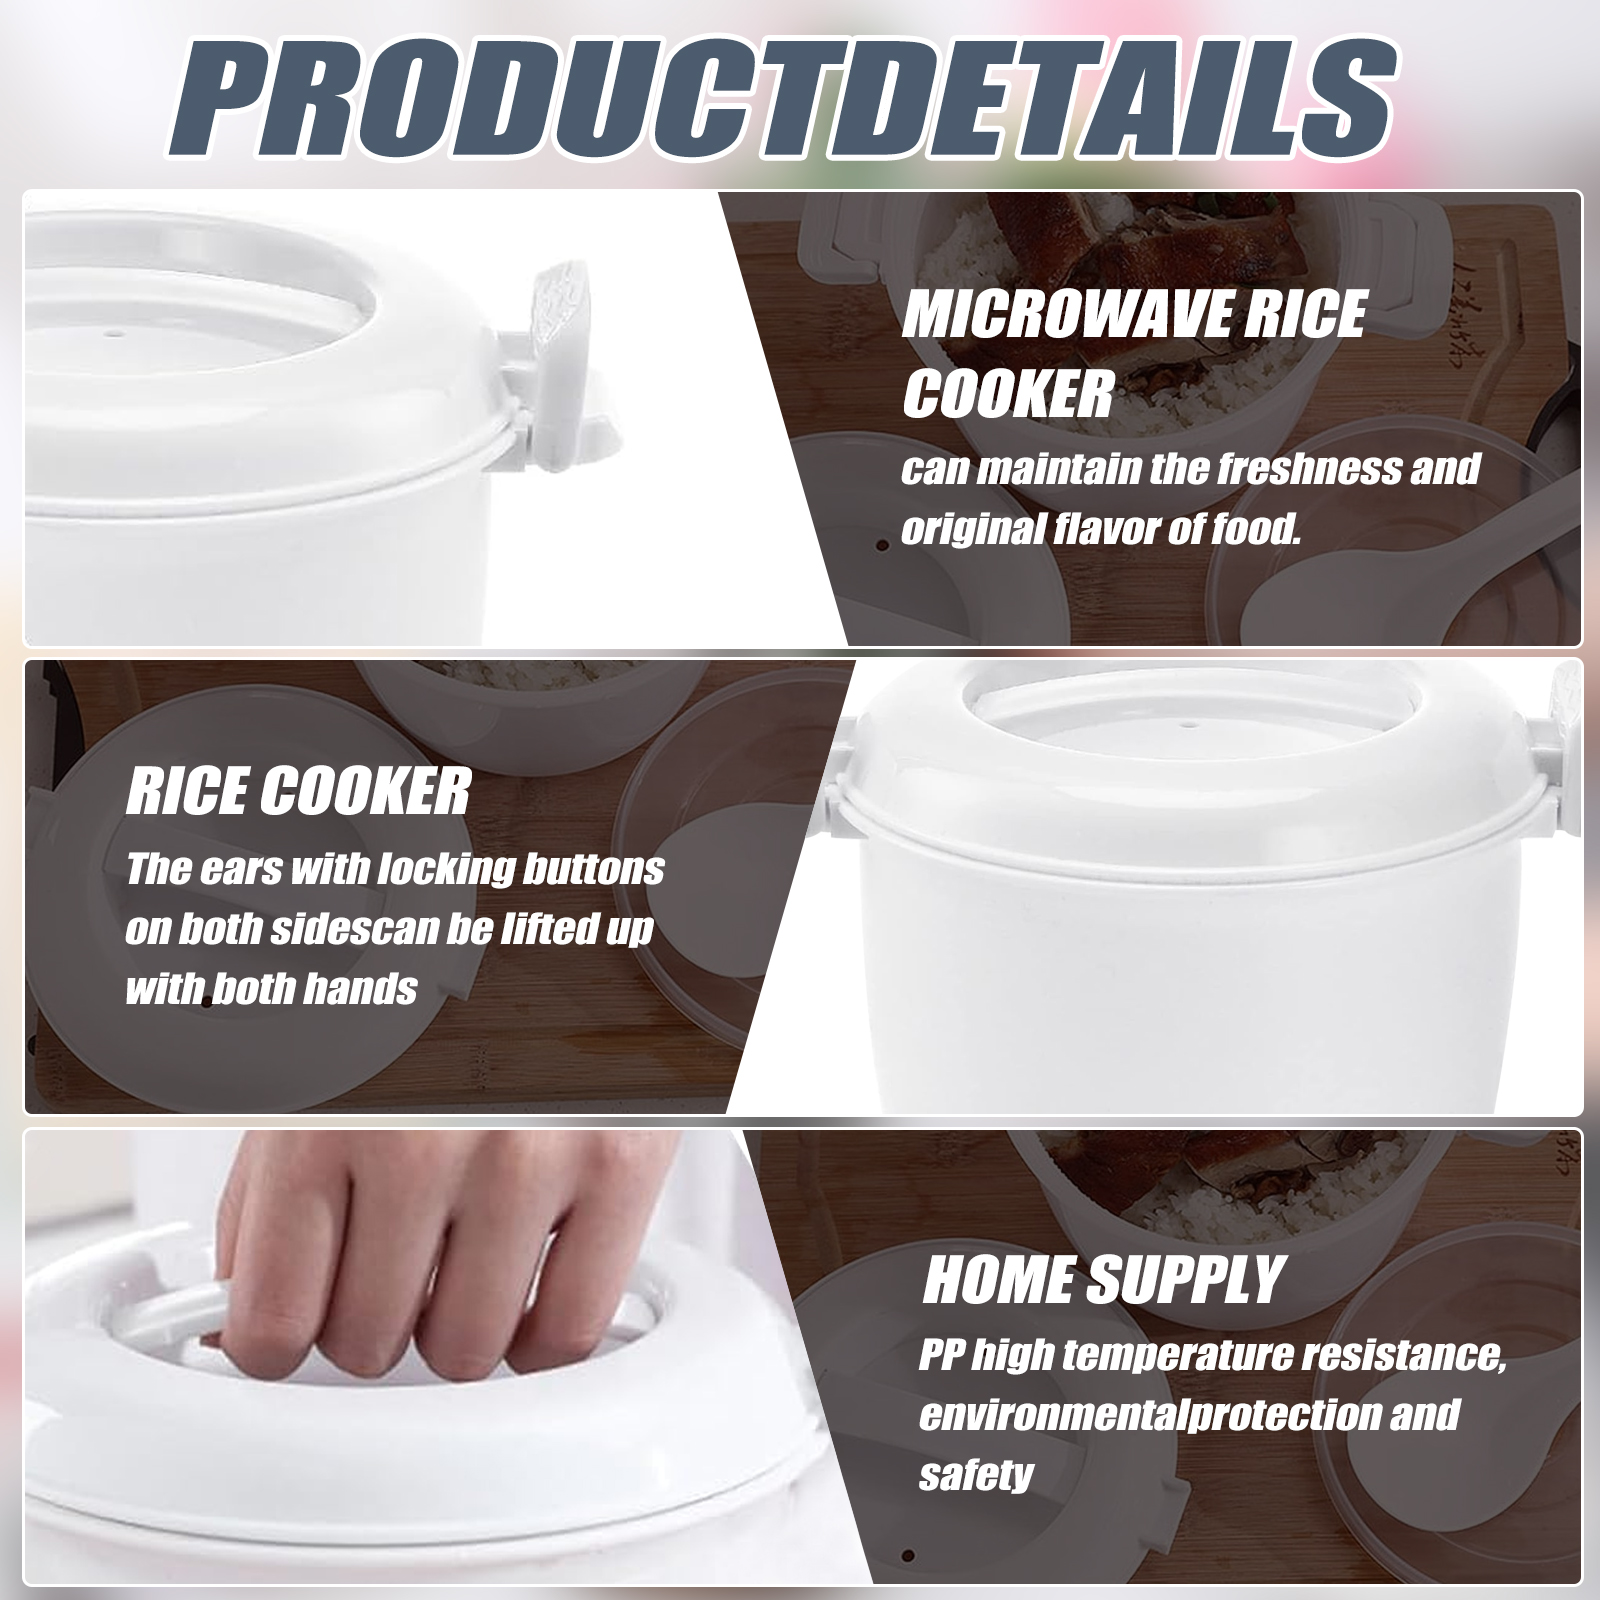 PRODUCTDETAILS
MICROWAVE RICE
COOKER
can maintain the freshness and
original flavor of food.
RICE COOKER
The ears with locking buttons
on both sidescan be lifted up
with both hands
HOME SUPPLY
PP high temperature resistance,
environmentalprotection and
safety